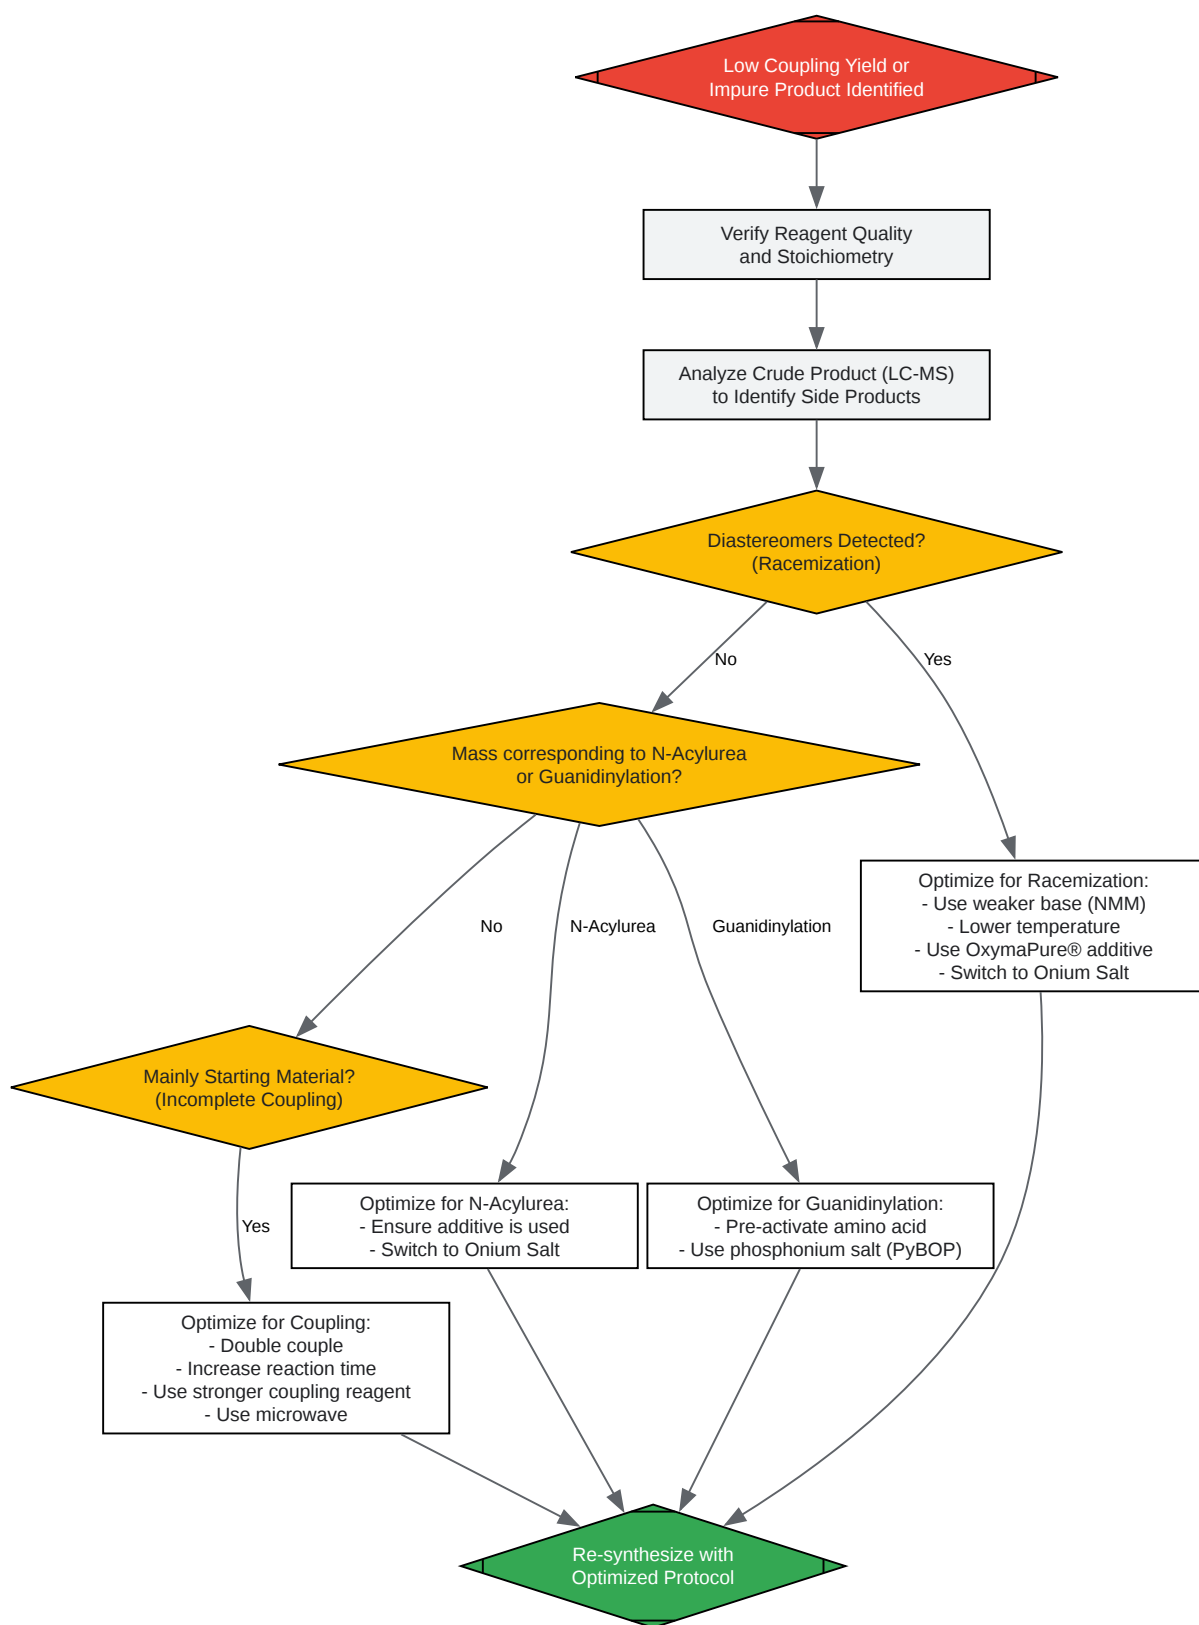 Low Coupling Yield or
Impure Product Identified
Verify Reagent Quality
and Stoichiometry
Analyze Crude Product (LC-MS)
to Identify Side Products
Diastereomers Detected?
(Racemization)
No
Yes
Mass corresponding to N-Acylurea
or Guanidinylation?
Optimize for Racemization:
- Use weaker base (NMM)
- Lower temperature
- Use OxymaPure® additive
- Switch to Onium Salt
No
N-Acylurea
Guanidinylation
Mainly Starting Material?
(Incomplete Coupling)
Yes
Optimize for N-Acylurea:
- Ensure additive is used
- Switch to Onium Salt
Optimize for Guanidinylation:
- Pre-activate amino acid
- Use phosphonium salt (PyBOP)
Optimize for Coupling:
- Double couple
- Increase reaction time
- Use stronger coupling reagent
- Use microwave
Re-synthesize with
Optimized Protocol